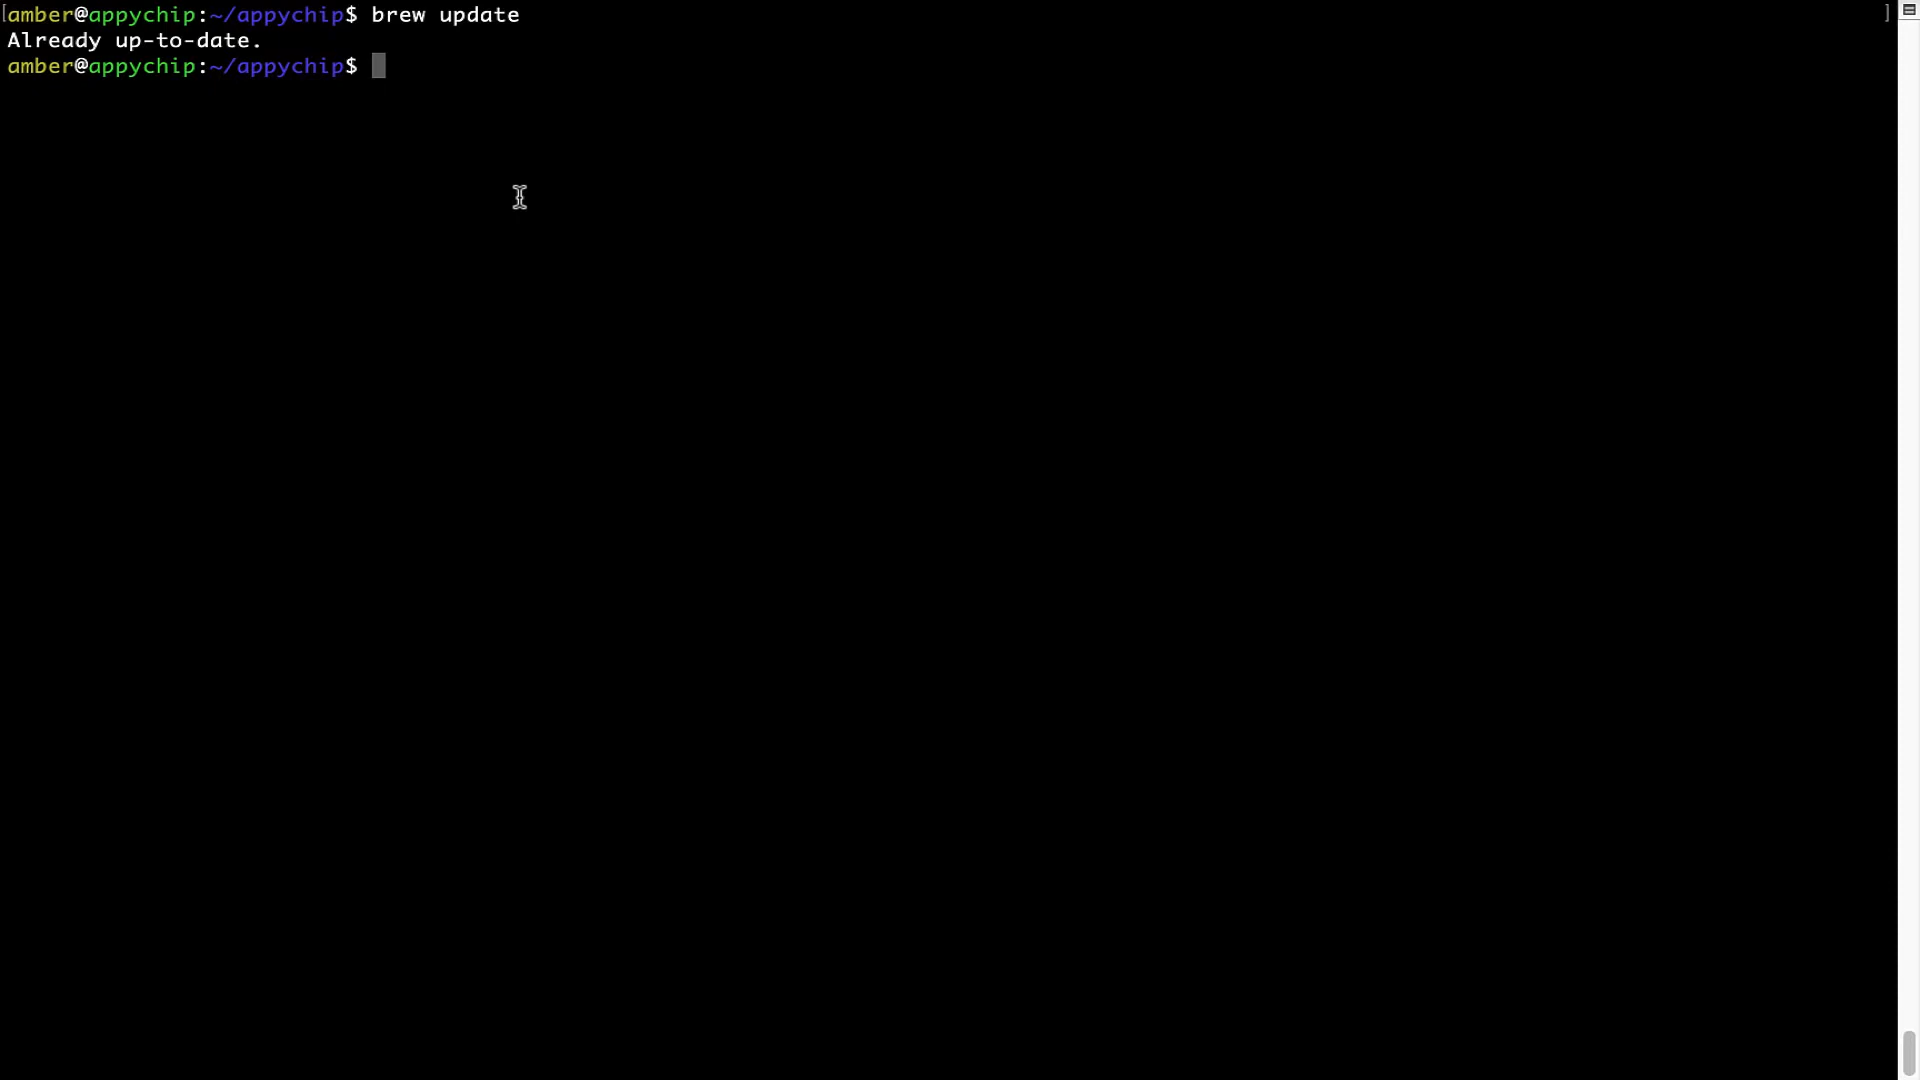 [amber@appychip:~/appychip$ brew update ]
Already up-to-date.
amber@appychip:~/appychip$